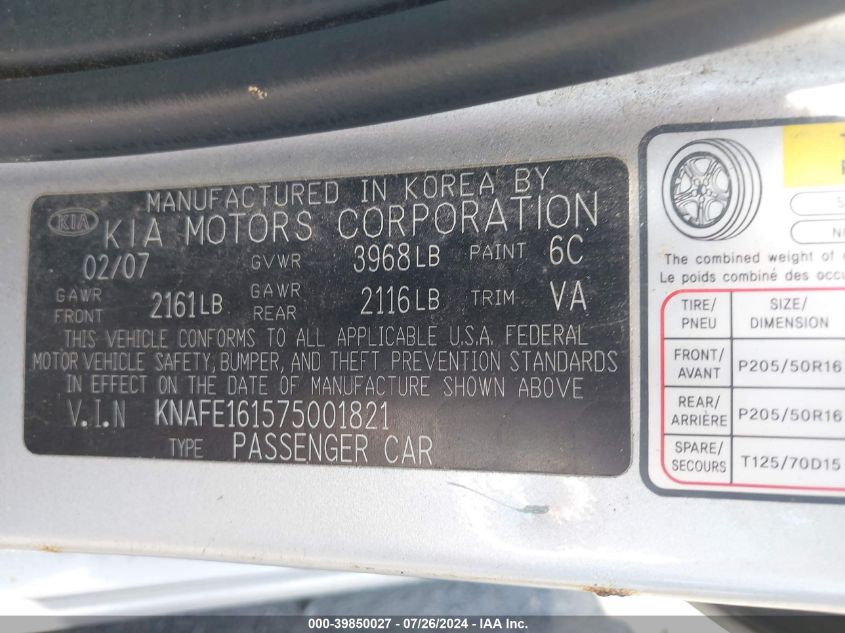 MANUFACTURED IN KOREA BY
KIA KIA MOTORS CORPORATION
02/07 GVWR 3968LB PAINT 6C
GAWR FRONT 2161LB GAWR REAR 2116LB TRIM VA
THIS VEHICLE CONFORMS TO ALL APPLICABLE U.S.A. FEDERAL
MOTOR VEHICLE SAFETY, BUMPER, AND THEFT PREVENTION STANDARDS
IN EFFECT ON THE DATE OF MANUFACTURE SHOWN ABOVE
V.I.N KNAFE161575001821
TYPE PASSENGER CAR
The combined weight of
Le poids combiné des occu
TIRE/ SIZE/
PNEU DIMENSION
FRONT/
AVANT P205/50R16
REAR/
ARRIÈRE P205/50R16
SPARE/
SECOURS T125/70D15
000-39850027 - 07/26/2024 - IAA Inc.